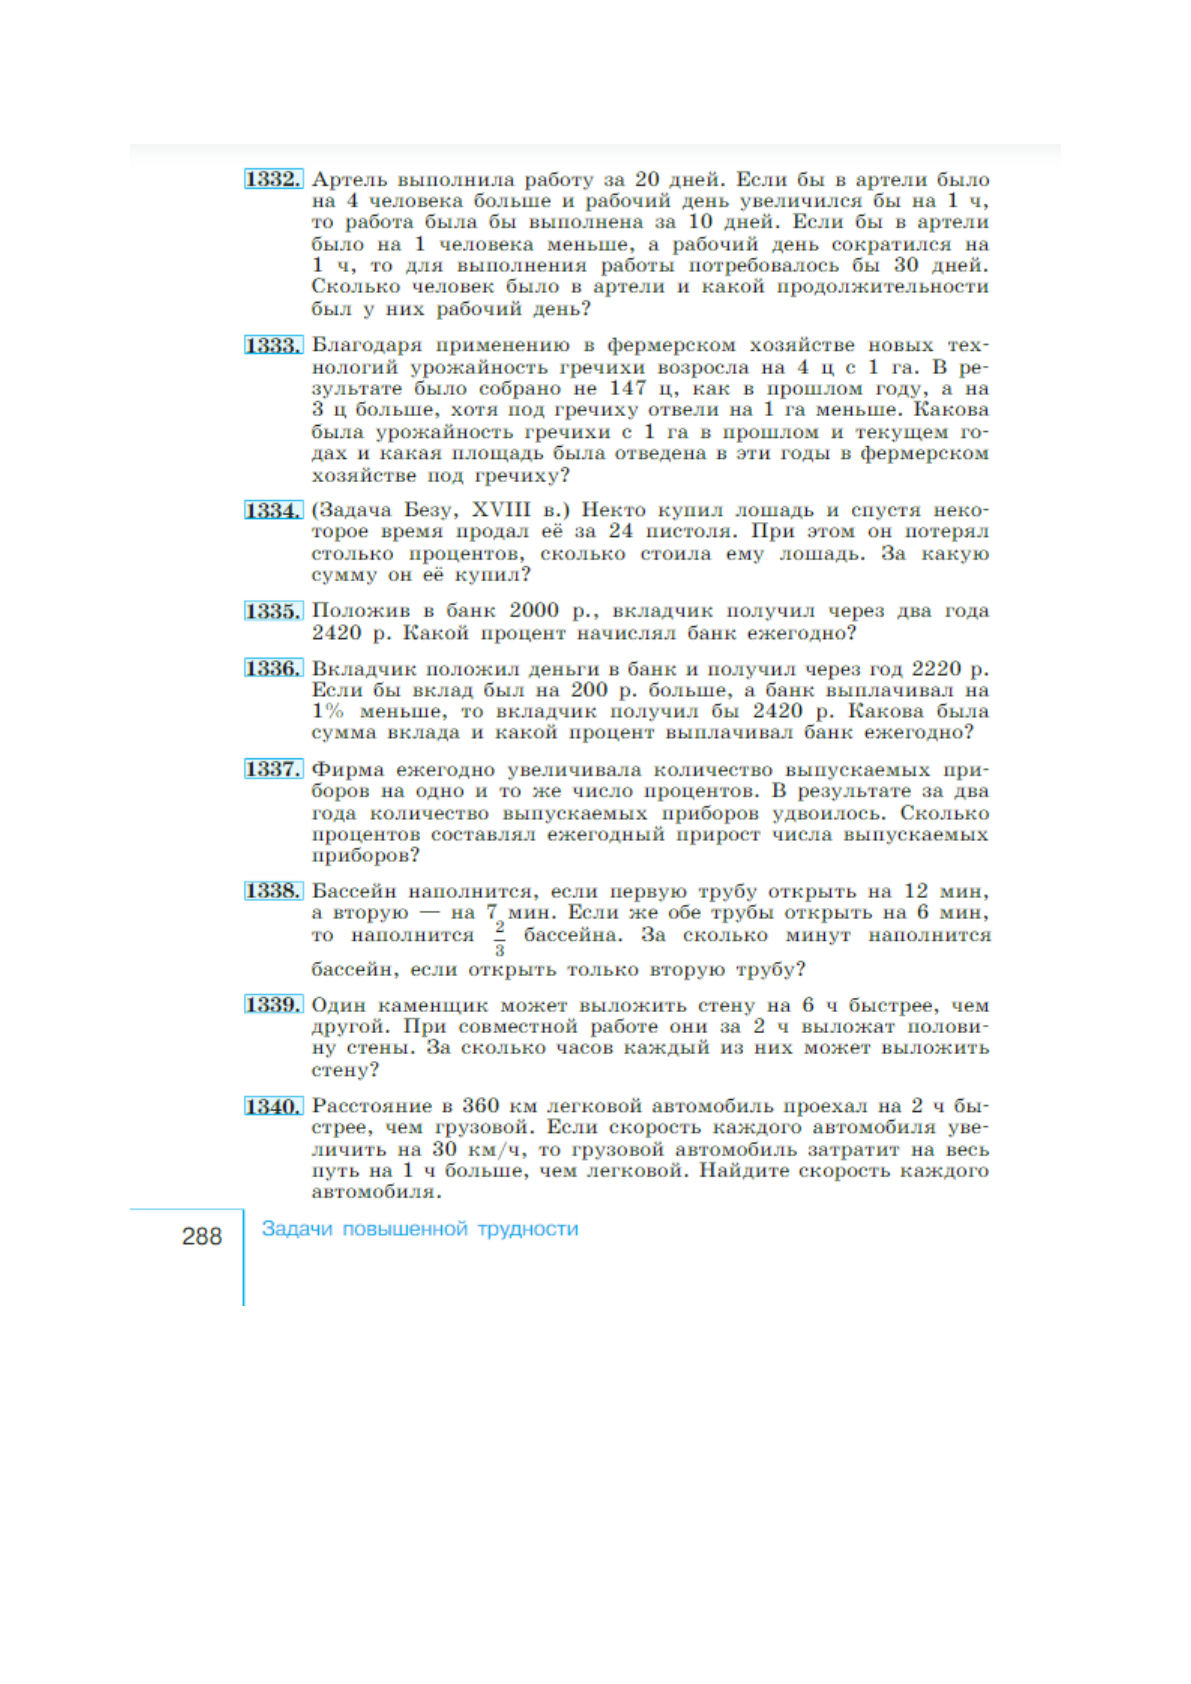 1332. Артель выполнила работу за 20 дней. Если бы в артели было
на 4 человека больше и рабочий день увеличился бы на 1 ч,
то работа была бы выполнена за 10 дней. Если бы в артели
было на 1 человека меньше, а рабочий день сократился на
1 ч, то для выполнения работы потребовалось бы 30 дней.
Сколько человек было в артели и какой продолжительности
был у них рабочий день?
1333. Благодаря применению в фермерском хозяйстве новых тех-
нологий урожайность гречихи возросла на 4 ц с 1 га. В ре-
зультате было собрано не 147 ц, как в прошлом году, а на
3 ц больше, хотя под гречиху отвели на 1 га меньше. Какова
была урожайность гречихи с 1 га в прошлом и текущем го-
дах и какая площадь была отведена в эти годы в фермерском
хозяйстве под гречиху?
1334. (Задача Безу, XVIII в.) Некто купил лошадь и спустя неко-
торое время продал её за 24 пистоля. При этом он потерял
столько процентов, сколько стоила ему лошадь. За какую
сумму он её купил?
1335. Положив в банк 2000 р., вкладчик получил через два года
2420 р. Какой процент начислял банк ежегодно?
1336. Вкладчик положил деньги в банк и получил через год 2220 р.
Если бы вклад был на 200 р. больше, а банк выплачивал на
1% меньше, то вкладчик получил бы 2420 р. Какова была
сумма вклада и какой процент выплачивал банк ежегодно?
1337. Фирма ежегодно увеличивала количество выпускаемых при-
боров на одно и то же число процентов. В результате за два
года количество выпускаемых приборов удвоилось. Сколько
процентов составлял ежегодный прирост числа выпускаемых
приборов?
1338. Бассейн наполнится, если первую трубу открыть на 12 мин,
а вторую — на 7 мин. Если же обе трубы открыть на 6 мин,
то наполнится 2/3 бассейна. За сколько минут наполнится
бассейн, если открыть только вторую трубу?
1339. Один каменщик может выложить стену на 6 ч быстрее, чем
другой. При совместной работе они за 2 ч выложат полови-
ну стены. За сколько часов каждый из них может выложить
стену?
1340. Расстояние в 360 км легковой автомобиль проехал на 2 ч бы-
стрее, чем грузовой. Если скорость каждого автомобиля уве-
личить на 30 км/ч, то грузовой автомобиль затратит на весь
путь на 1 ч больше, чем легковой. Найдите скорость каждого
автомобиля.
288 Задачи повышенной трудности